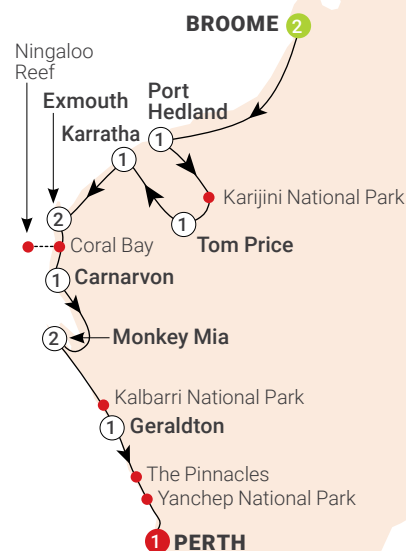 BROOME 2
Ningaloo
Reef
Exmouth
Port
Hedland
1
Karratha
1
Karijini National Park
2
1
Tom Price
Coral Bay
1 Carnarvon
2 Monkey Mia
Kalbarri National Park
1 Geraldton
The Pinnacles
Yanchep National Park
1 PERTH